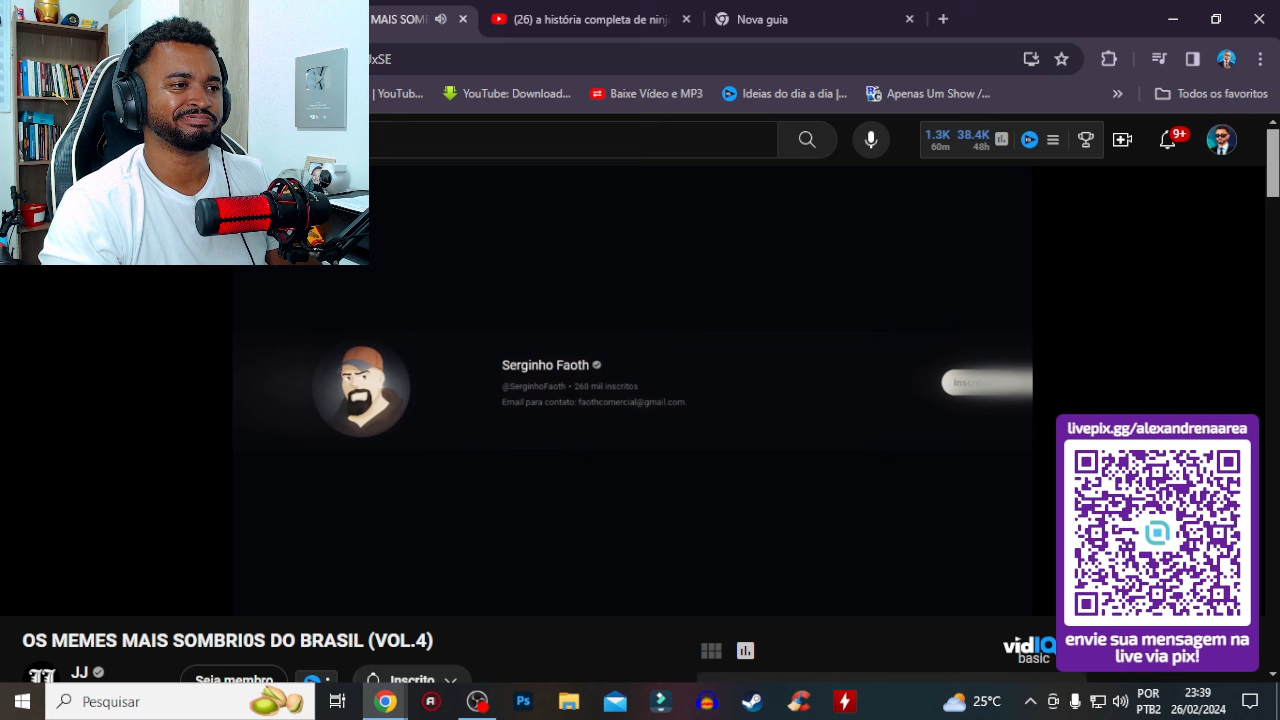 MAIS SOM
(26) a história completa de ninj
Nova guia
UxSE
| YouTub...
YouTube: Download...
Baixe Vídeo e MP3
Ideias do dia a dia |...
Apenas Um Show /...
Todos os favoritos
1.3K 38.4K
60m 48h
9+
Serginho Faoth
@SerginhoFaoth • 268 mil inscritos
Email para contato: faothcomercial@gmail.com
livepix.gg/alexandrenaarea
envie sua mensagem na
live via pix!
OS MEMES MAIS SOMBRI0S DO BRASIL (VOL.4)
vidIQ
basic
JJ
Seja membro
Inscrito
Pesquisar
Ps
25°C
POR
PTB2
23:39
26/02/2024